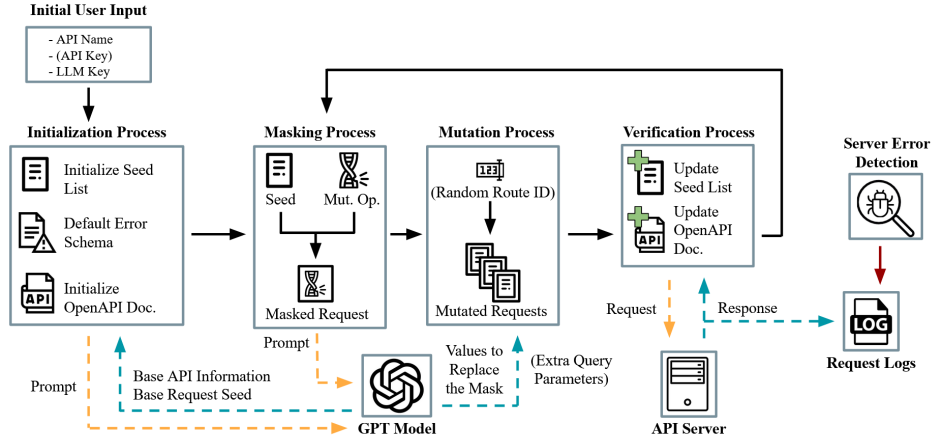 Initial User Input
- API Name
- (API Key)
- LLM Key
Initialization Process
Initialize Seed
List
Default Error
Schema
API
Initialize
OpenAPI Doc.
Masking Process
Seed
Mut. Op.
Masked Request
Mutation Process
123
(Random Route ID)
Mutated Requests
Verification Process
Update
Seed List
API
Update
OpenAPI
Doc.
Server Error
Detection
LOG
Request Logs
Request
Response
API Server
Prompt
Base API Information
Base Request Seed
Prompt
GPT Model
Values to
Replace
the Mask
(Extra Query
Parameters)